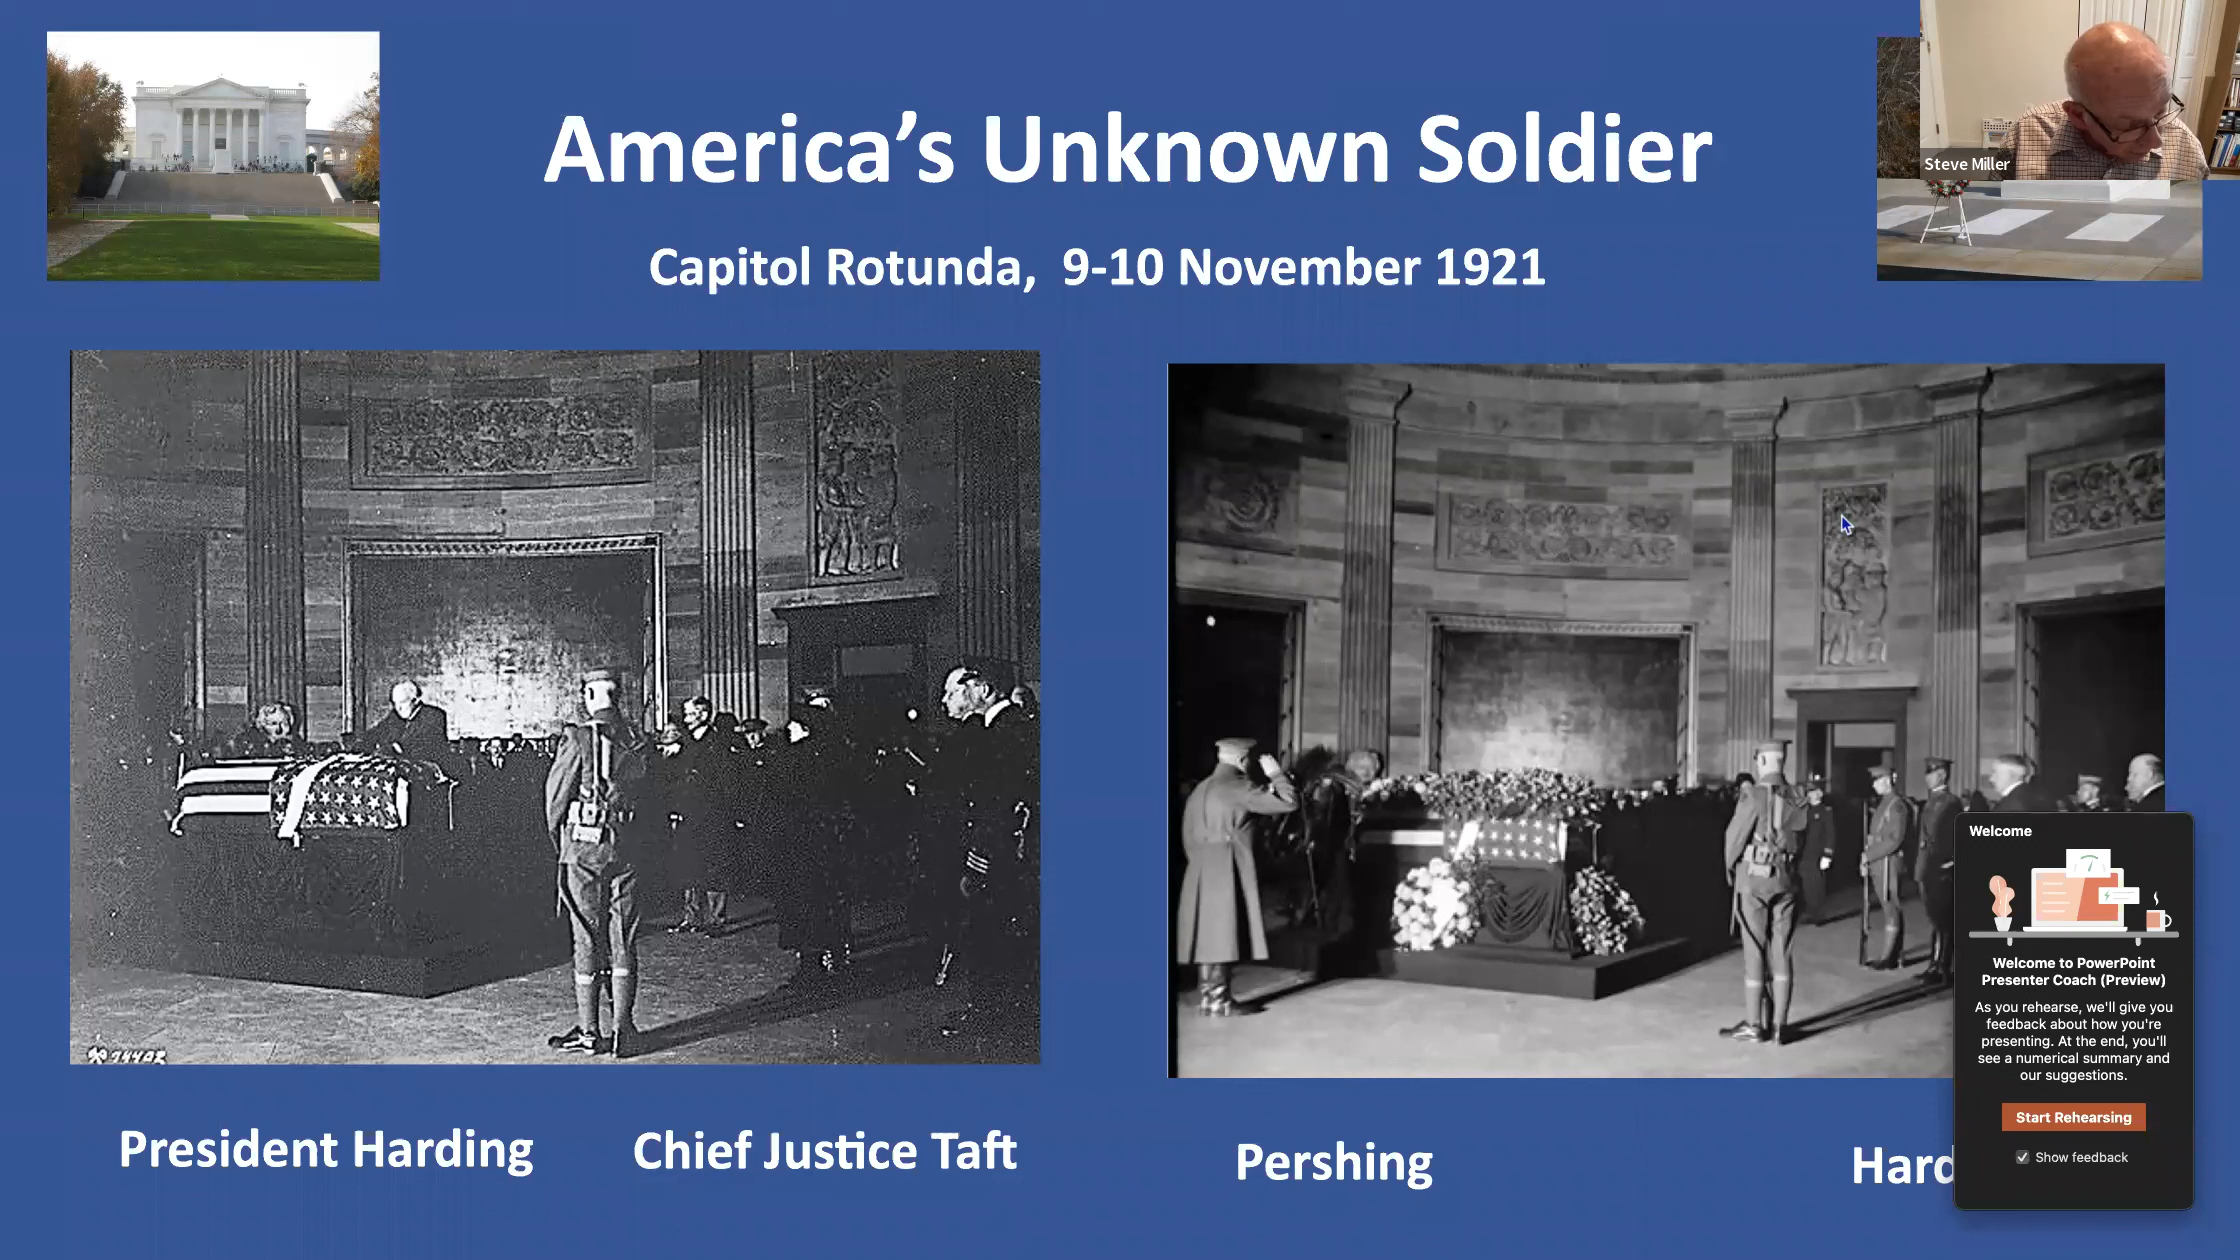 America’s Unknown Soldier
Capitol Rotunda,  9-10 November 1921
Steve Miller
President Harding
Chief Justice Taft
Pershing
Hard
Welcome
Welcome to PowerPoint
Presenter Coach (Preview)
As you rehearse, we'll give you
feedback about how you're
presenting. At the end, you'll
see a numerical summary and
our suggestions.
Start Rehearsing
Show feedback